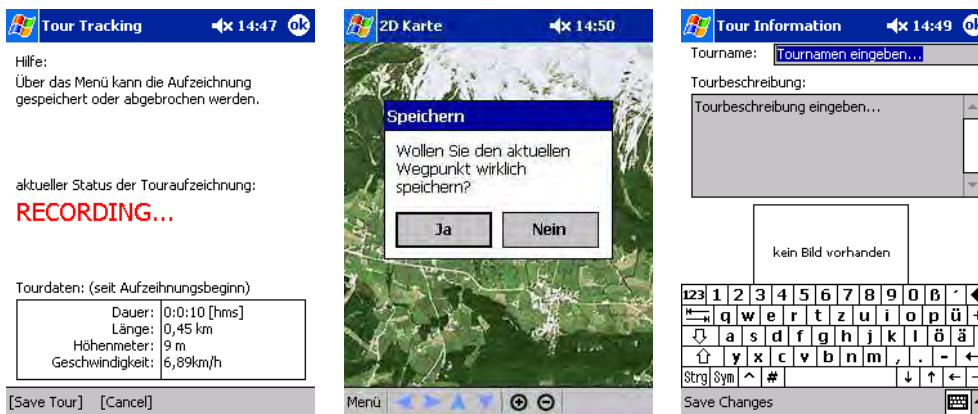 Tour Tracking 14:47 ok
Hilfe:
Über das Menü kann die Aufzeichnung
gespeichert oder abgebrochen werden.
aktueller Status der Touraufzeichnung:
RECORDING...
Tourdaten: (seit Aufzeihnungsbeginn)
Dauer: 0:0:10 [hms]
Länge: 0,45 km
Höhenmeter: 9 m
Geschwindigkeit: 6,89km/h
[Save Tour] [Cancel]
2D Karte 14:50
Speichern
Wollen Sie den aktuellen
Wegpunkt wirklich
speichern?
Ja Nein
Menü
Tour Information 14:49 ok
Tourname: Tournamen eingeben...
Tourbeschreibung:
Tourbeschreibung eingeben...
kein Bild vorhanden
123 1 2 3 4 5 6 7 8 9 0 ß ´
q w e r t z u i o p ü +
a s d f g h j k l ö ä
y x c v b n m , . -
Strg Sym ^ #
Save Changes